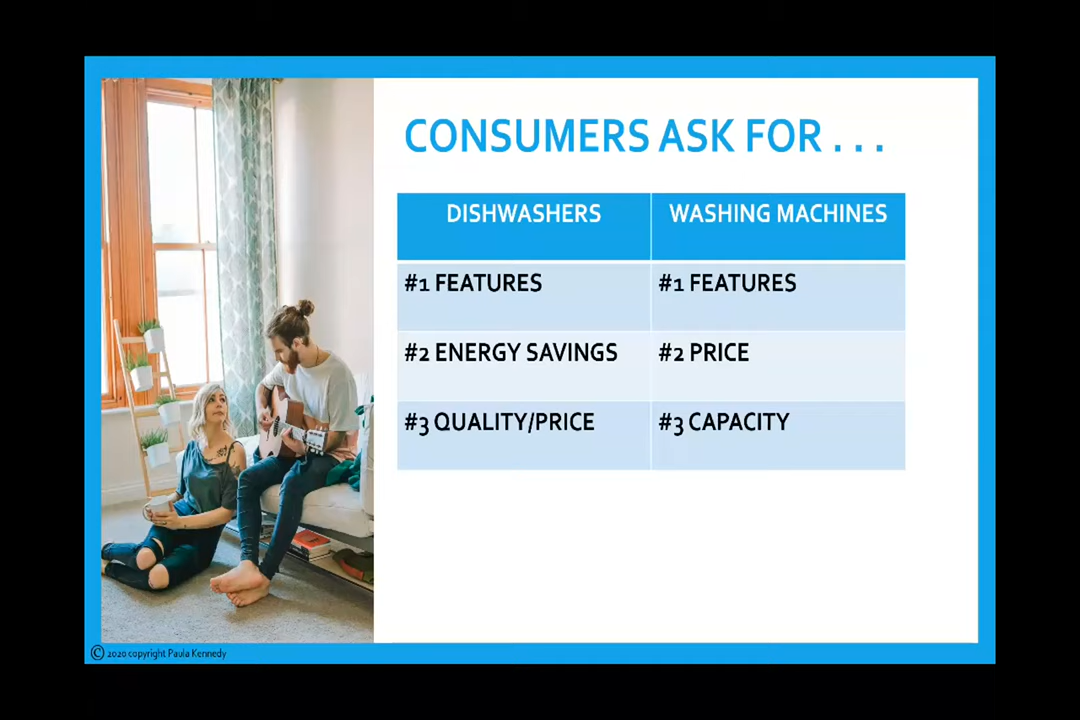 CONSUMERS ASK FOR . . .
DISHWASHERS WASHING MACHINES
#1 FEATURES #1 FEATURES
#2 ENERGY SAVINGS #2 PRICE
#3 QUALITY/PRICE #3 CAPACITY
© 2020 copyright Paula Kennedy